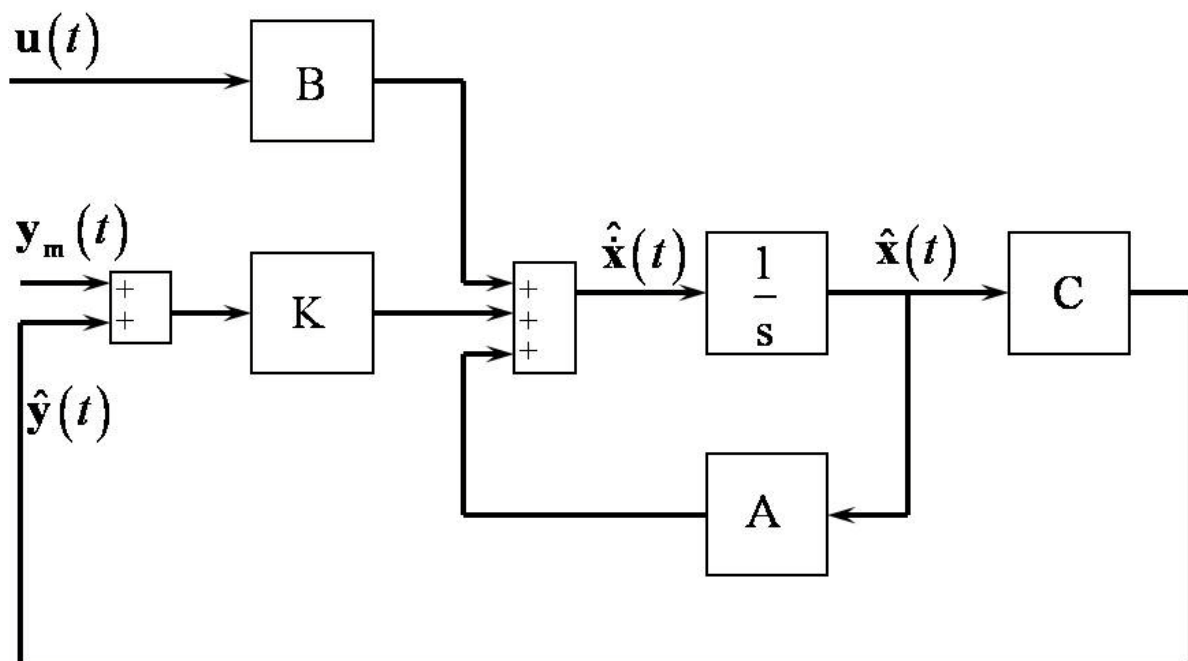 u(t)
B
y_m(t)
+
+
K
+
+
+
x̂̇(t)
1
s
x̂(t)
C
ŷ(t)
A